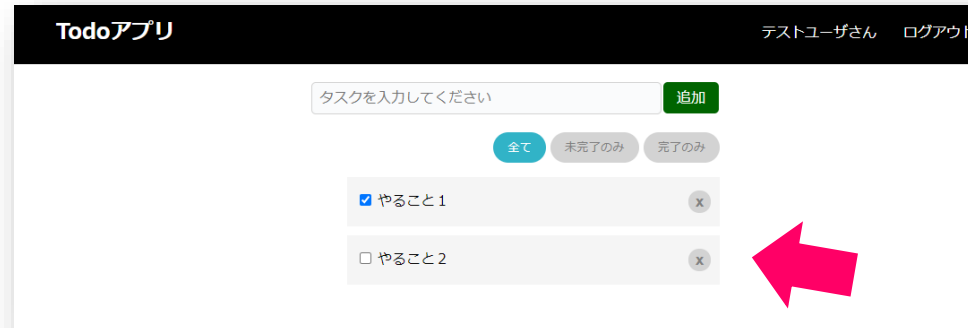 Todoアプリ テストユーザさん ログアウト
タスクを入力してください 追加
全て 未完了のみ 完了のみ
やること1 x
やること2 x